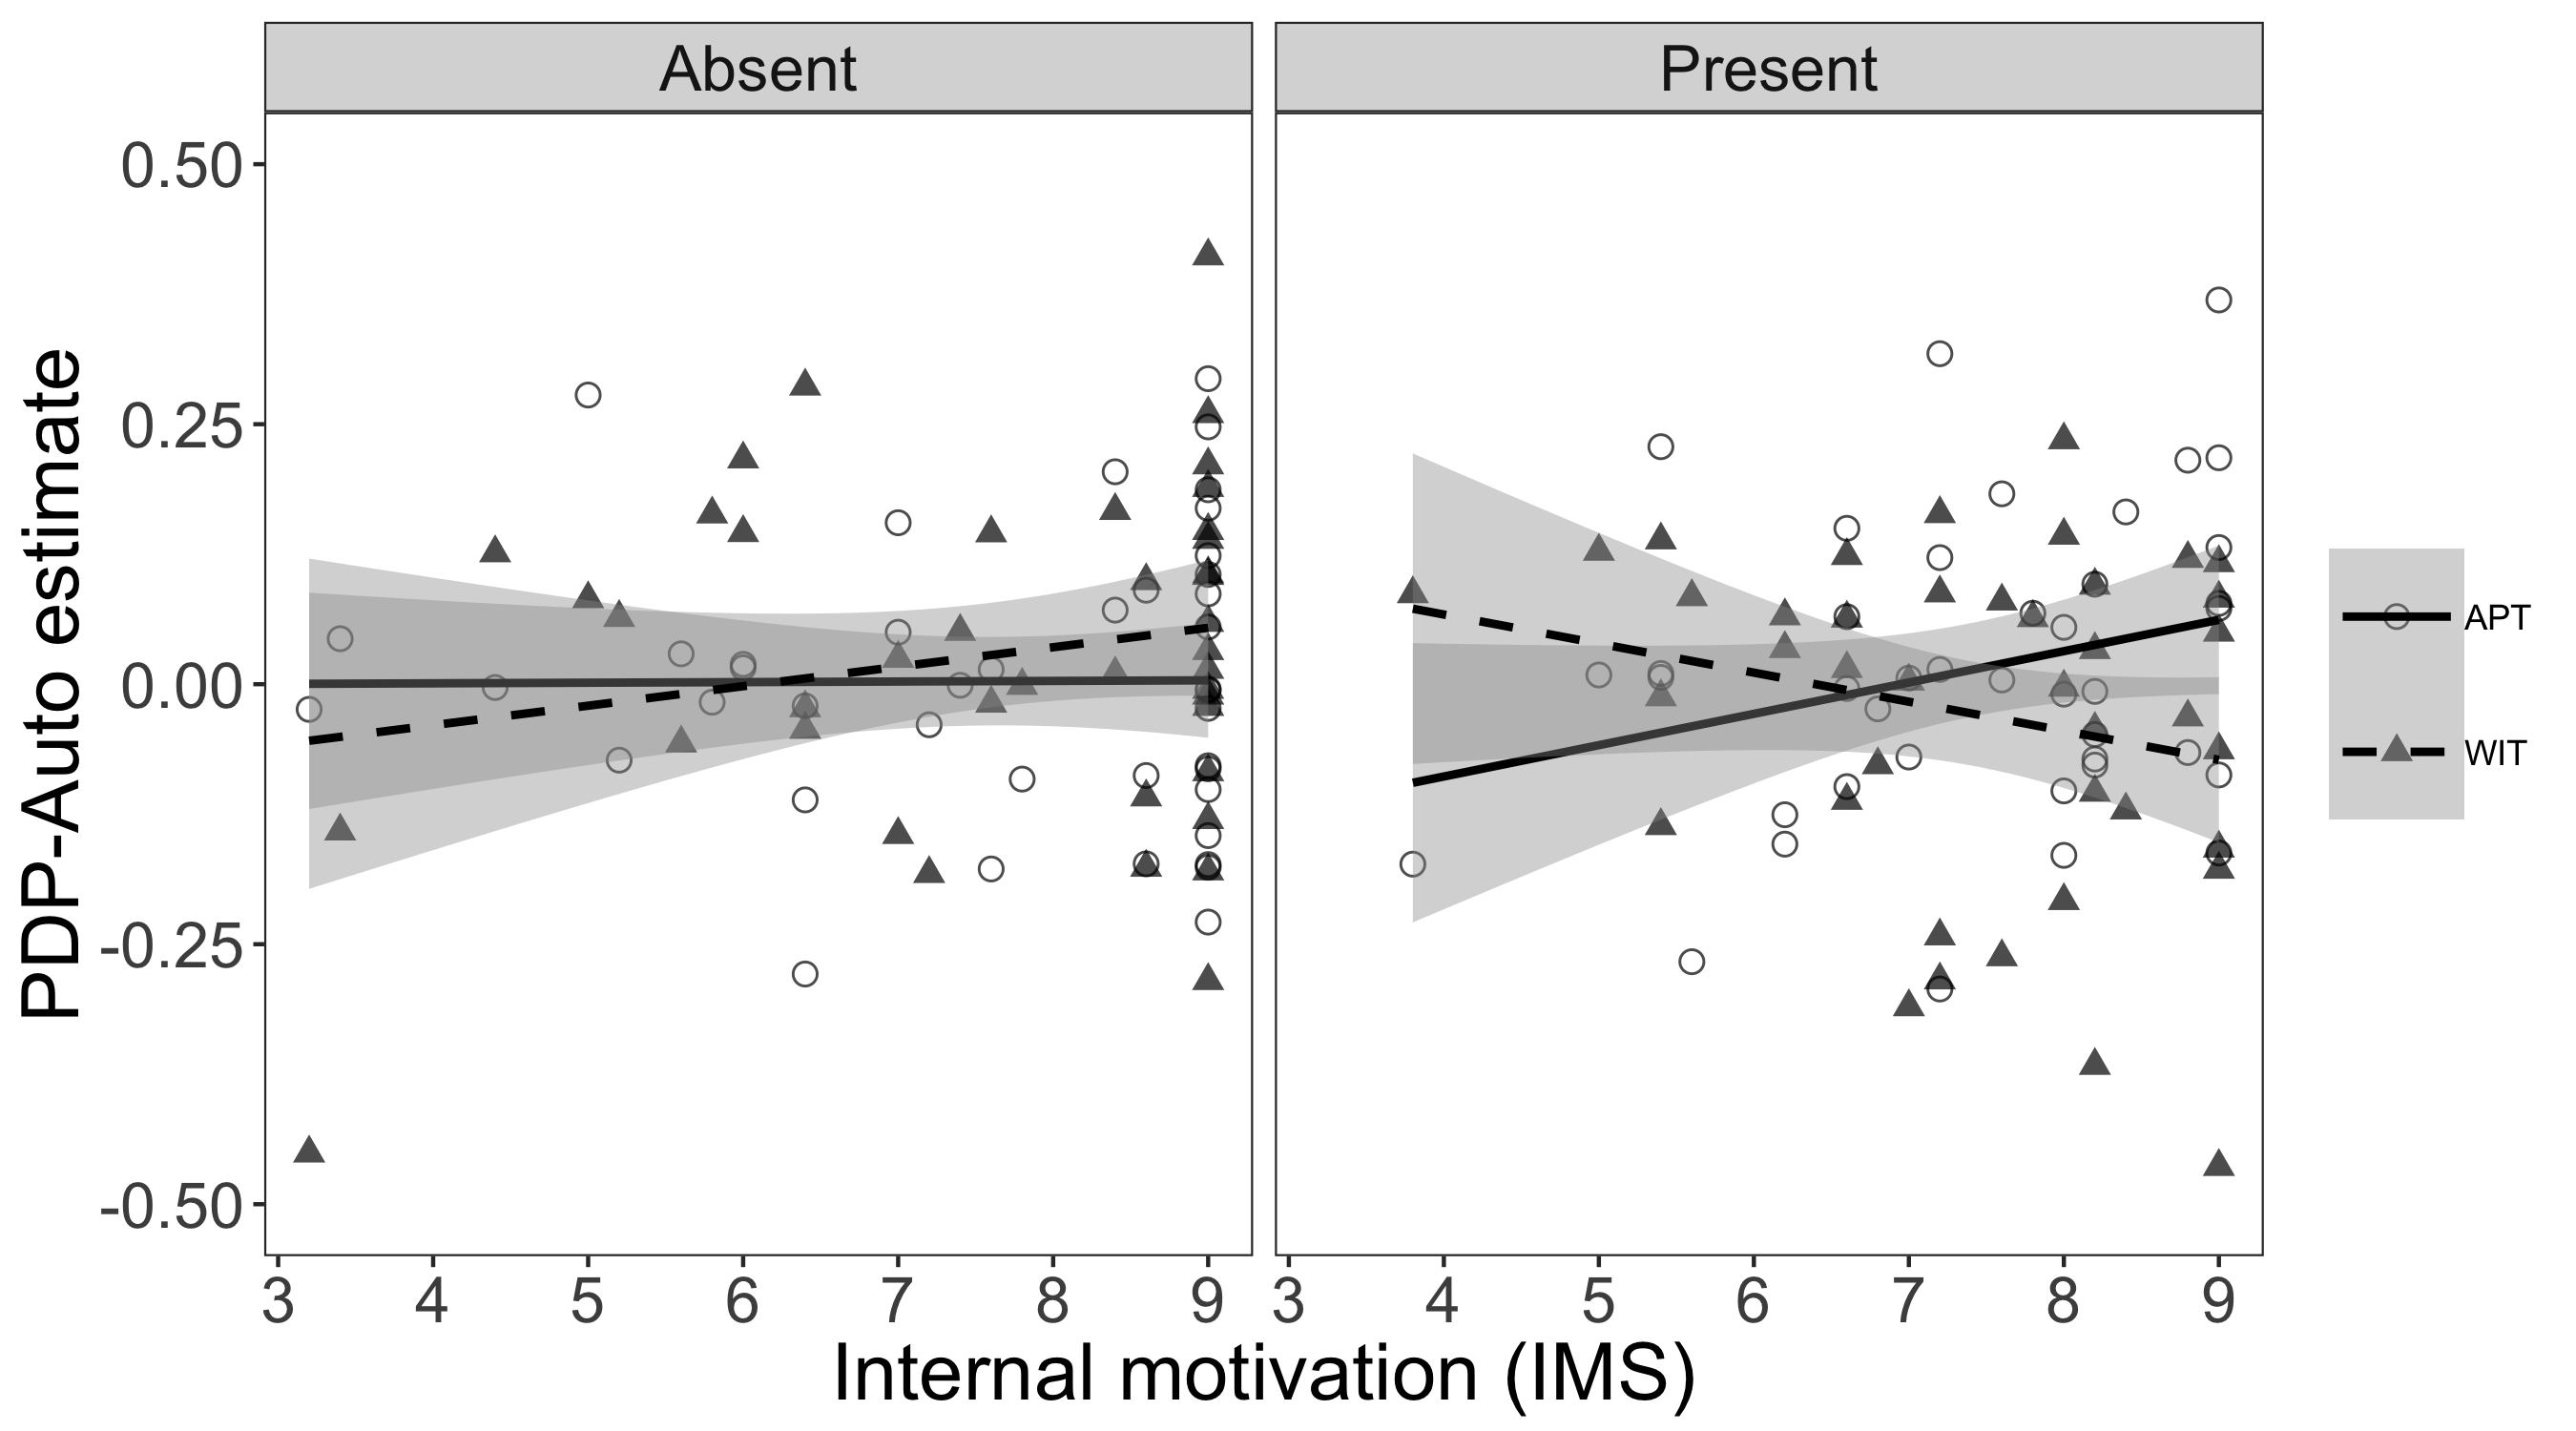 Absent
Present
0.50
0.25
0.00
-0.25
-0.50
PDP-Auto estimate
3 4 5 6 7 8 9
3 4 5 6 7 8 9
Internal motivation (IMS)
APT
WIT